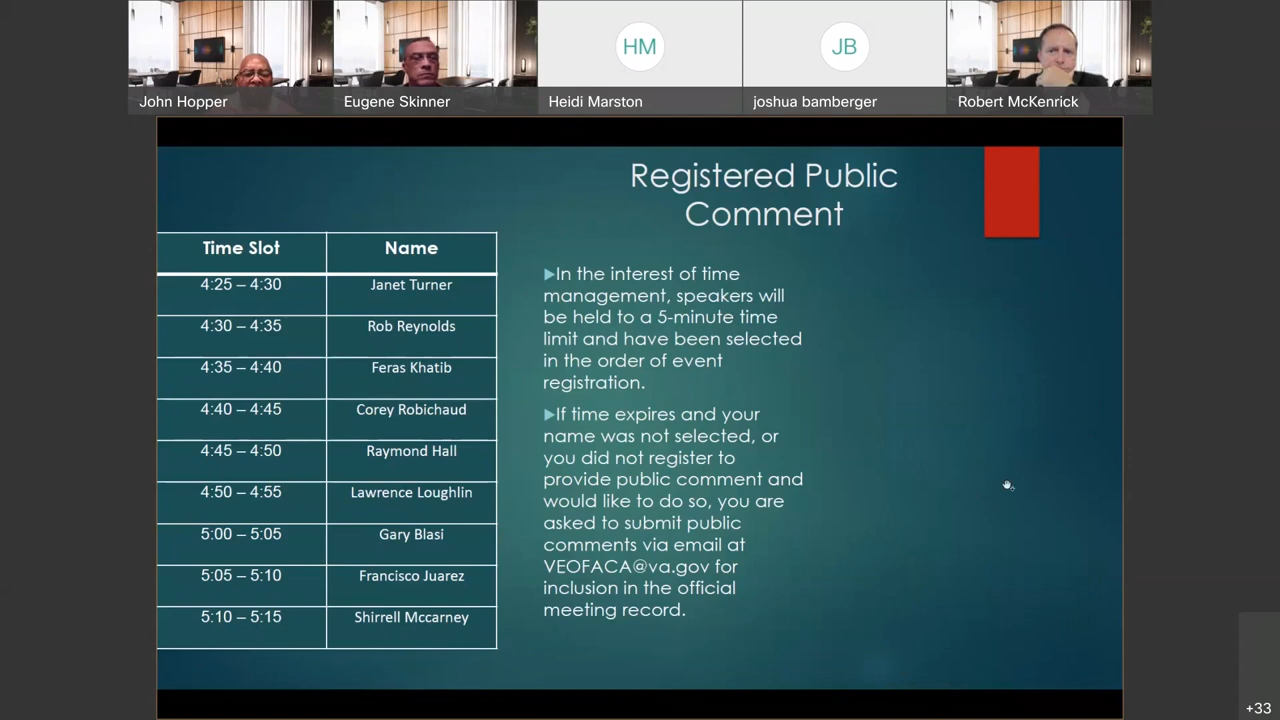 HM
JB
John Hopper
Eugene Skinner
Heidi Marston
joshua bamberger
Robert McKenrick
Registered Public
Comment
Time Slot Name
4:25 – 4:30 Janet Turner
4:30 – 4:35 Rob Reynolds
4:35 – 4:40 Feras Khatib
4:40 – 4:45 Corey Robichaud
4:45 – 4:50 Raymond Hall
4:50 – 4:55 Lawrence Loughlin
5:00 – 5:05 Gary Blasi
5:05 – 5:10 Francisco Juarez
5:10 – 5:15 Shirrell Mccarney
In the interest of time
management, speakers will
be held to a 5-minute time
limit and have been selected
in the order of event
registration.
If time expires and your
name was not selected, or
you did not register to
provide public comment and
would like to do so, you are
asked to submit public
comments via email at
VEOFACA@va.gov for
inclusion in the official
meeting record.
+33